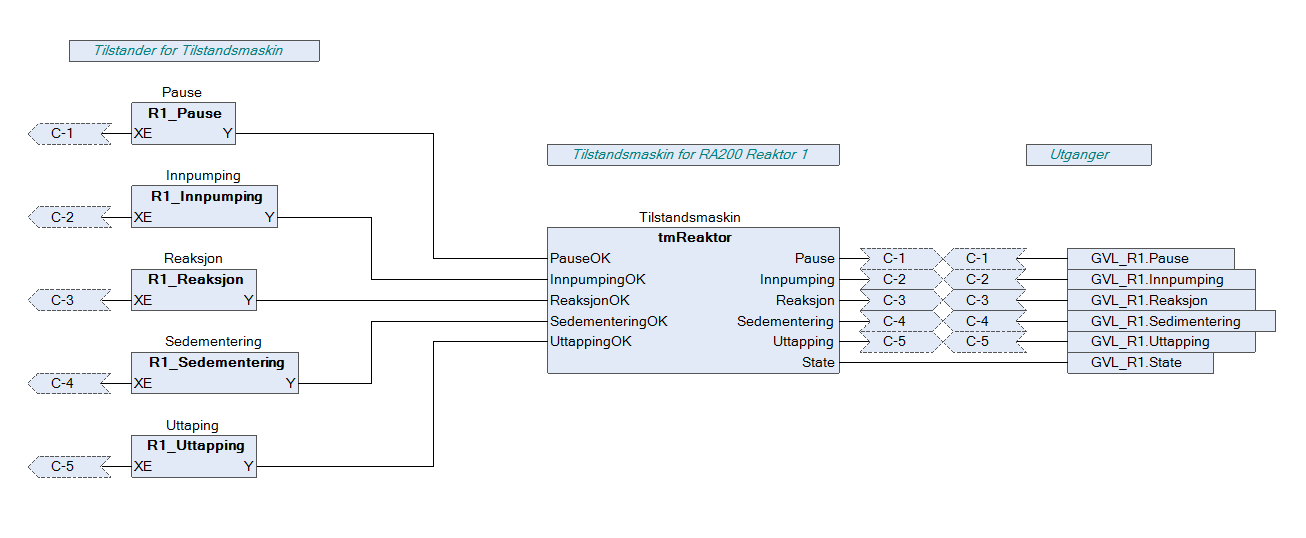 Tilstander for Tilstandsmaskin
Pause
R1_Pause
C-1 XE Y
Innpumping
R1_Innpumping
C-2 XE Y
Reaksjon
R1_Reaksjon
C-3 XE Y
Sedementering
R1_Sedementering
C-4 XE Y
Uttaping
R1_Uttapping
C-5 XE Y
Tilstandsmaskin for RA200 Reaktor 1
Tilstandsmaskin
tmReaktor
PauseOK Pause C-1 C-1 GVL_R1.Pause
InnpumpingOK Innpumping C-2 C-2 GVL_R1.Innpumping
ReaksjonOK Reaksjon C-3 C-3 GVL_R1.Reaksjon
SedementeringOK Sedementering C-4 C-4 GVL_R1.Sedimentering
UttappingOK Uttapping C-5 C-5 GVL_R1.Uttapping
State GVL_R1.State
Utganger